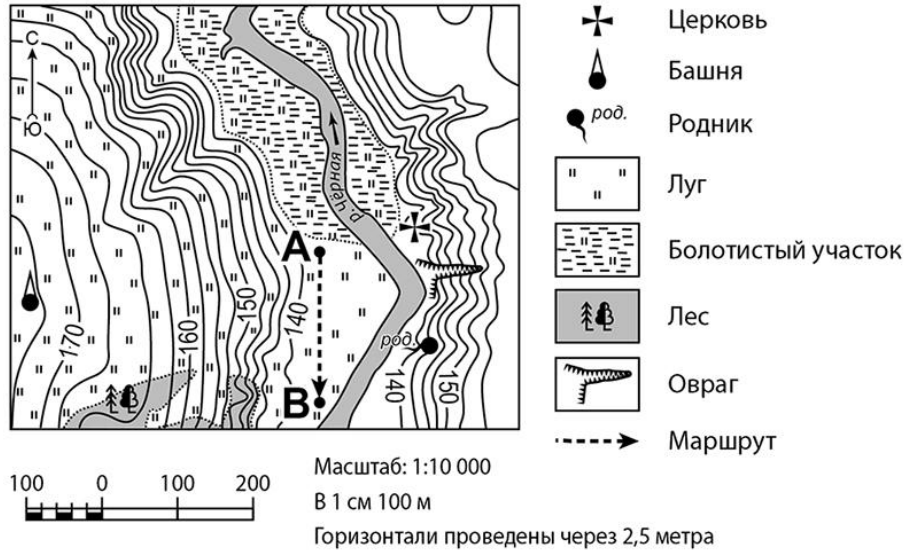 С
Ю
р. Чёрная
А
В
170
160
150
140
род.
140
150
Церковь
Башня
род.
Родник
Луг
Болотистый участок
Лес
Овраг
Маршрут
100 0 100 200
Масштаб: 1:10 000
В 1 см 100 м
Горизонтали проведены через 2,5 метра